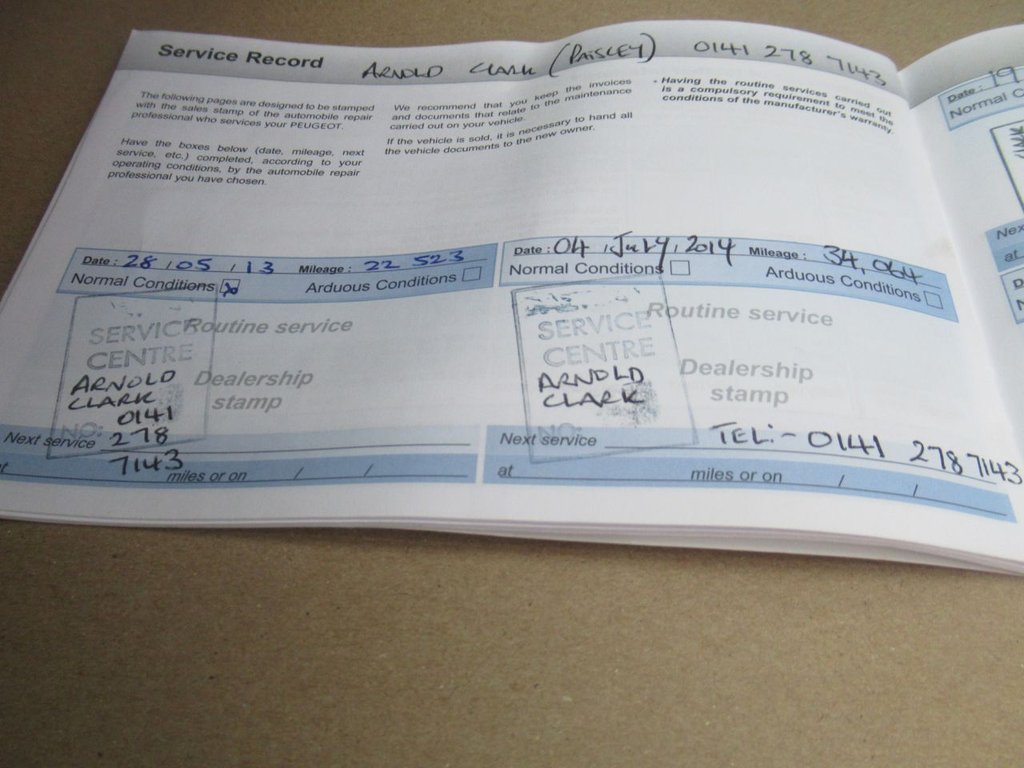 Service Record ARNOLD CLARK (PAISLEY) 0141 278 7143
The following pages are designed to be stamped
with the sales stamp of the automobile repair
professional who services your PEUGEOT.
Have the boxes below (date, mileage, next
service, etc.) completed, according to your
operating conditions, by the automobile repair
professional you have chosen.
We recommend that you keep the invoices
and documents that relate to the maintenance
carried out on your vehicle.
If the vehicle is sold, it is necessary to hand all
the vehicle documents to the new owner.
- Having the routine services carried out
is a compulsory requirement to meet the
conditions of the manufacturer's warranty.
Date : 28 / 05 / 13 Mileage : 22 523
Normal Conditions Arduous Conditions
Routine service
SERVICE
CENTRE
Dealership
stamp
ARNOLD
CLARK
0141
NO:
Next service 278
7143
miles or on / /
Date : 04 / July / 2014 Mileage : 34,064
Normal Conditions Arduous Conditions
Routine service
SERVICE
CENTRE
Dealership
stamp
ARNOLD
CLARK
NO:
Next service TEL:- 0141 278 7143
at miles or on / /
Date : 19
Normal C
Nex
at